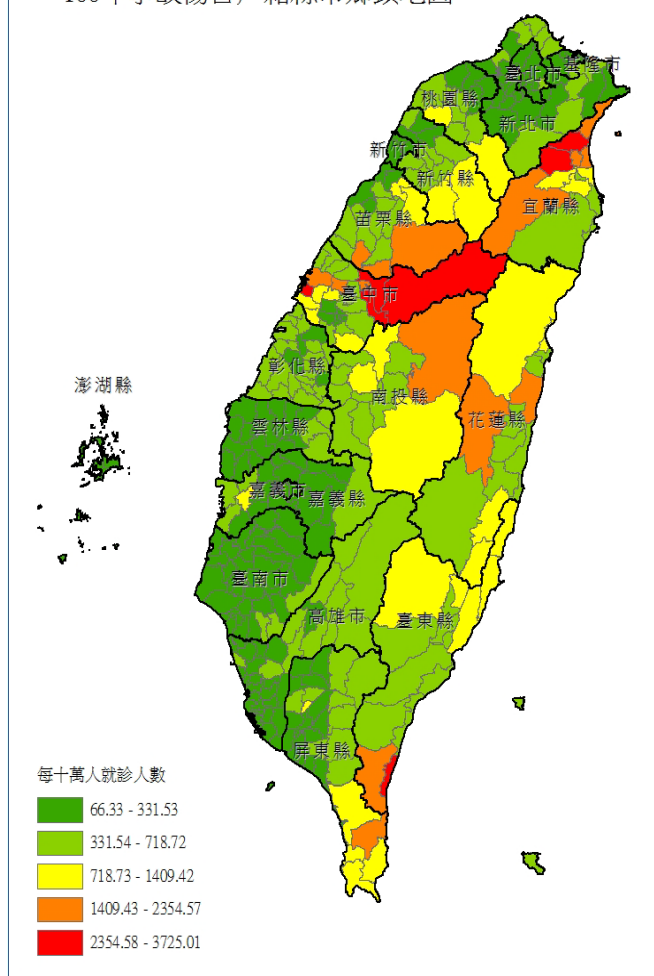 基隆市
臺北市
桃園縣
新北市
新竹市
新竹縣
宜蘭縣
苗栗縣
臺中市
彰化縣
澎湖縣
南投縣
花蓮縣
雲林縣
嘉義市
嘉義縣
臺南市
高雄市
臺東縣
屏東縣
每十萬人就診人數
66.33 - 331.53
331.54 - 718.72
718.73 - 1409.42
1409.43 - 2354.57
2354.58 - 3725.01